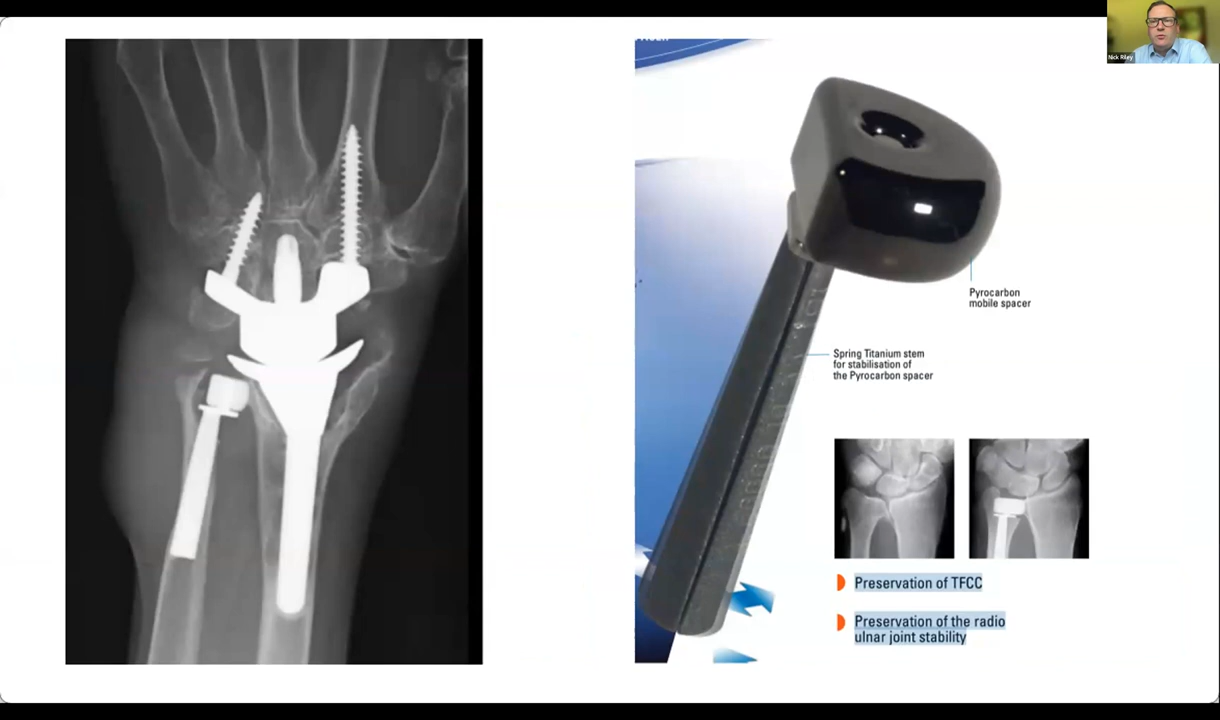 Nick Riley
Pyrocarbon
mobile spacer
Spring Titanium stem
for stabilisation of
the Pyrocarbon spacer
Preservation of TFCC
Preservation of the radio
ulnar joint stability